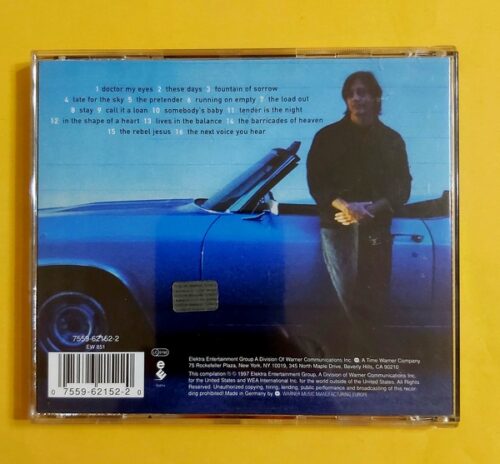 1 doctor my eyes 2 these days 3 fountain of sorrow
4 late for the sky 5 the pretender 6 running on empty 7 the load out
8 stay 9 call it a loan 10 somebody's baby 11 tender is the night
12 in the shape of a heart 13 lives in the balance 14 the barricades of heaven
15 the rebel jesus 16 the next voice you hear
7559-62152-2
EW 851
0 7559-62152-2 0
Elektra Entertainment Group A Division Of Warner Communications Inc. A Time Warner Company
75 Rockefeller Plaza, New York, NY 10019, 345 North Maple Drive, Beverly Hills, CA 90210
This compilation ℗ © 1997 Elektra Entertainment Group, A Division of Warner Communications Inc.
for the United States and WEA International Inc. for the world outside of the United States. All Rights
Reserved. Unauthorized copying, hiring, lending, public performance and broadcasting of this recor-
ding prohibited! Made in Germany by WARNER MUSIC MANUFACTURING EUROPE